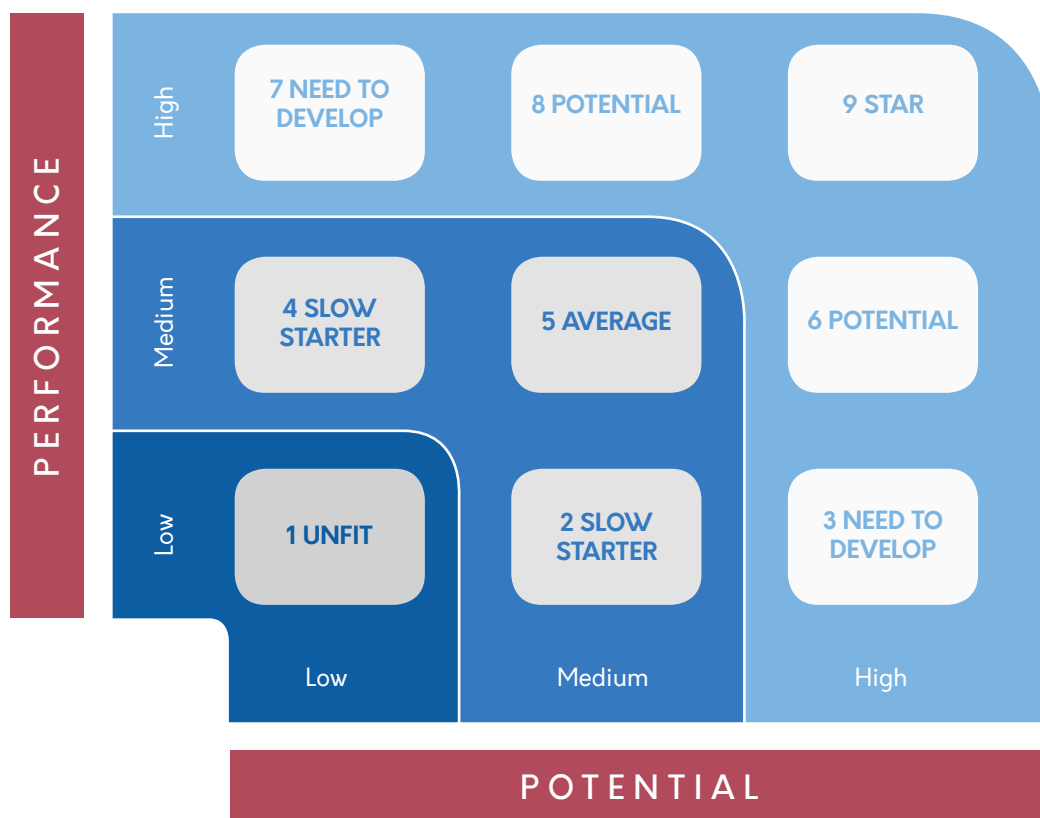 PERFORMANCE
High
7 NEED TO
DEVELOP
8 POTENTIAL
9 STAR
Medium
4 SLOW
STARTER
5 AVERAGE
6 POTENTIAL
Low
1 UNFIT
2 SLOW
STARTER
3 NEED TO
DEVELOP
Low
Medium
High
POTENTIAL